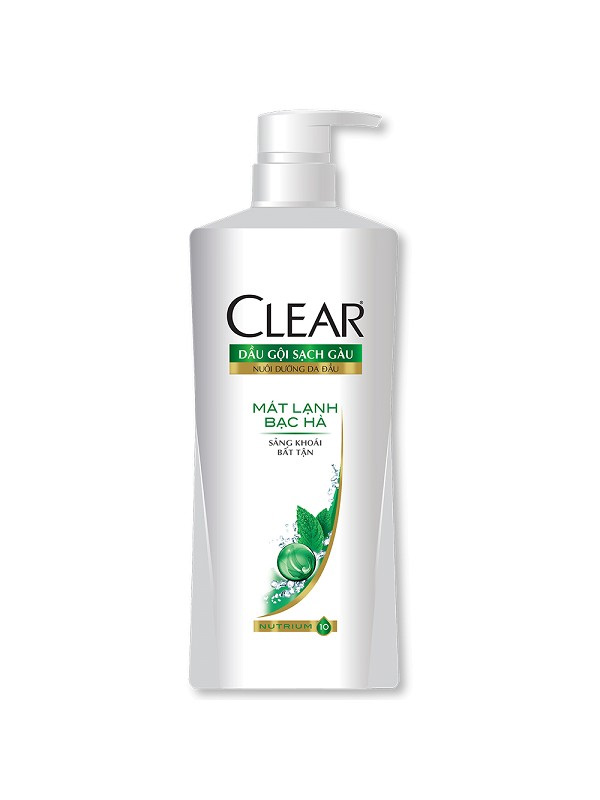 CLEAR®
DẦU GỘI SẠCH GÀU
NUÔI DƯỠNG DA ĐẦU
MÁT LẠNH
BẠC HÀ
SẢNG KHOÁI
BẤT TẬN
NUTRIUM 10